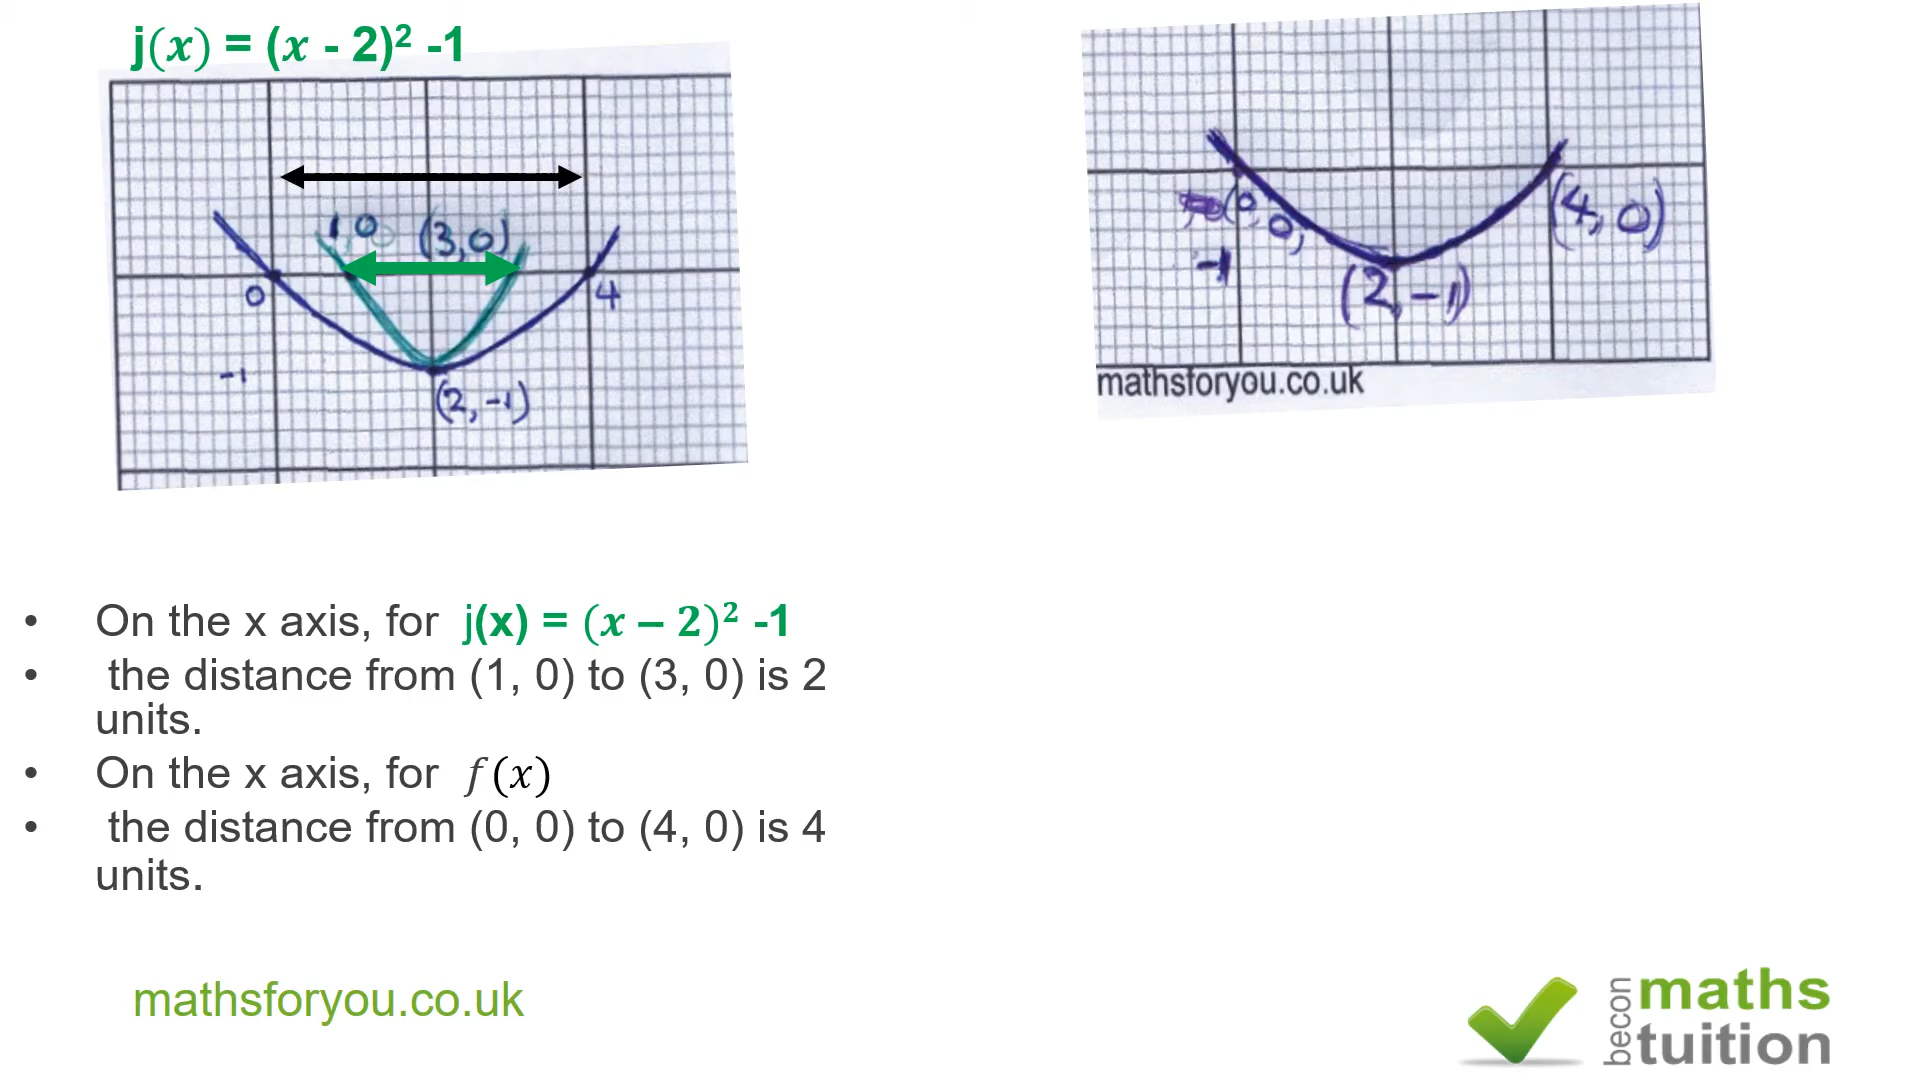 j(x) = (x - 2)² -1
1,0 (3,0)
0
4
-1
(2,-1)
(0, 0,
(4, 0)
-1
(2,-1)
mathsforyou.co.uk
• On the x axis, for j(x) = (x − 2)² -1
• the distance from (1, 0) to (3, 0) is 2
units.
• On the x axis, for f(x)
• the distance from (0, 0) to (4, 0) is 4
units.
mathsforyou.co.uk
becon
maths
tuition